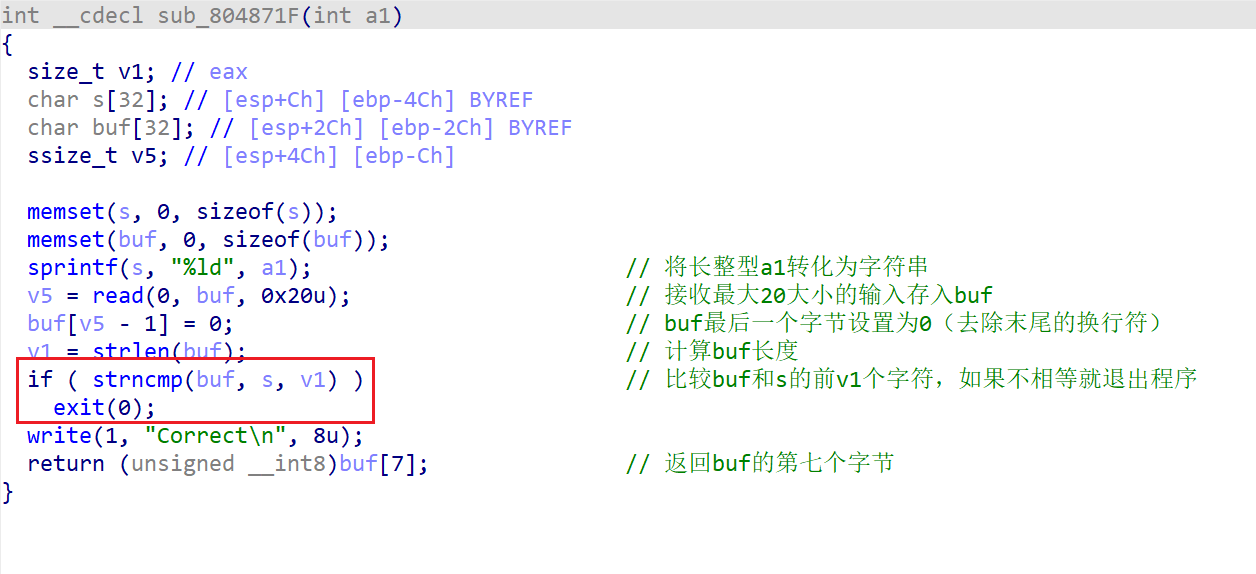 int __cdecl sub_804871F(int a1)
{
  size_t v1; // eax
  char s[32]; // [esp+Ch] [ebp-4Ch] BYREF
  char buf[32]; // [esp+2Ch] [ebp-2Ch] BYREF
  ssize_t v5; // [esp+4Ch] [ebp-Ch]

  memset(s, 0, sizeof(s));
  memset(buf, 0, sizeof(buf));
  sprintf(s, "%ld", a1); // 将长整型a1转化为字符串
  v5 = read(0, buf, 0x20u); // 接收最大20大小的输入存入buf
  buf[v5 - 1] = 0; // buf最后一个字节设置为0（去除末尾的换行符）
  v1 = strlen(buf); // 计算buf长度
  if ( strncmp(buf, s, v1) ) // 比较buf和s的前v1个字符，如果不相等就退出程序
    exit(0);
  write(1, "Correct\n", 8u);
  return (unsigned __int8)buf[7]; // 返回buf的第七个字节
}